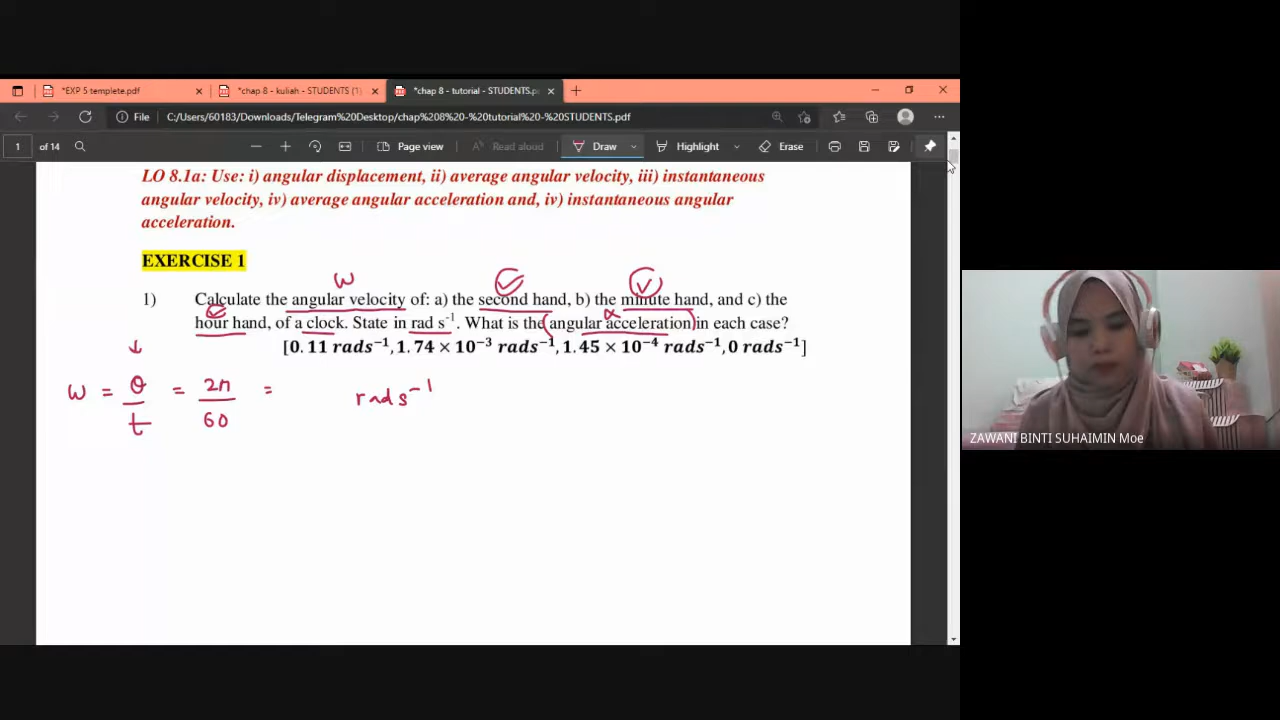 *EXP 5 templete.pdf
*chap 8 - kuliah - STUDENTS (1)
*chap 8 - tutorial - STUDENTS.pd
File C:/Users/60183/Downloads/Telegram%20Desktop/chap%208%20-%20tutorial%20-%20STUDENTS.pdf
1 of 14 Page view Read aloud Draw Highlight Erase
LO 8.1a: Use: i) angular displacement, ii) average angular velocity, iii) instantaneous
angular velocity, iv) average angular acceleration and, iv) instantaneous angular
acceleration.
EXERCISE 1
ω
1) Calculate the angular velocity of: a) the second hand, b) the minute hand, and c) the
α
hour hand, of a clock. State in rad s⁻¹. What is the angular acceleration in each case?
[0.11 rads⁻¹, 1.74 × 10⁻³ rads⁻¹, 1.45 × 10⁻⁴ rads⁻¹, 0 rads⁻¹]
ω = θ/t = 2π/60 = rad s⁻¹
ZAWANI BINTI SUHAIMIN Moe